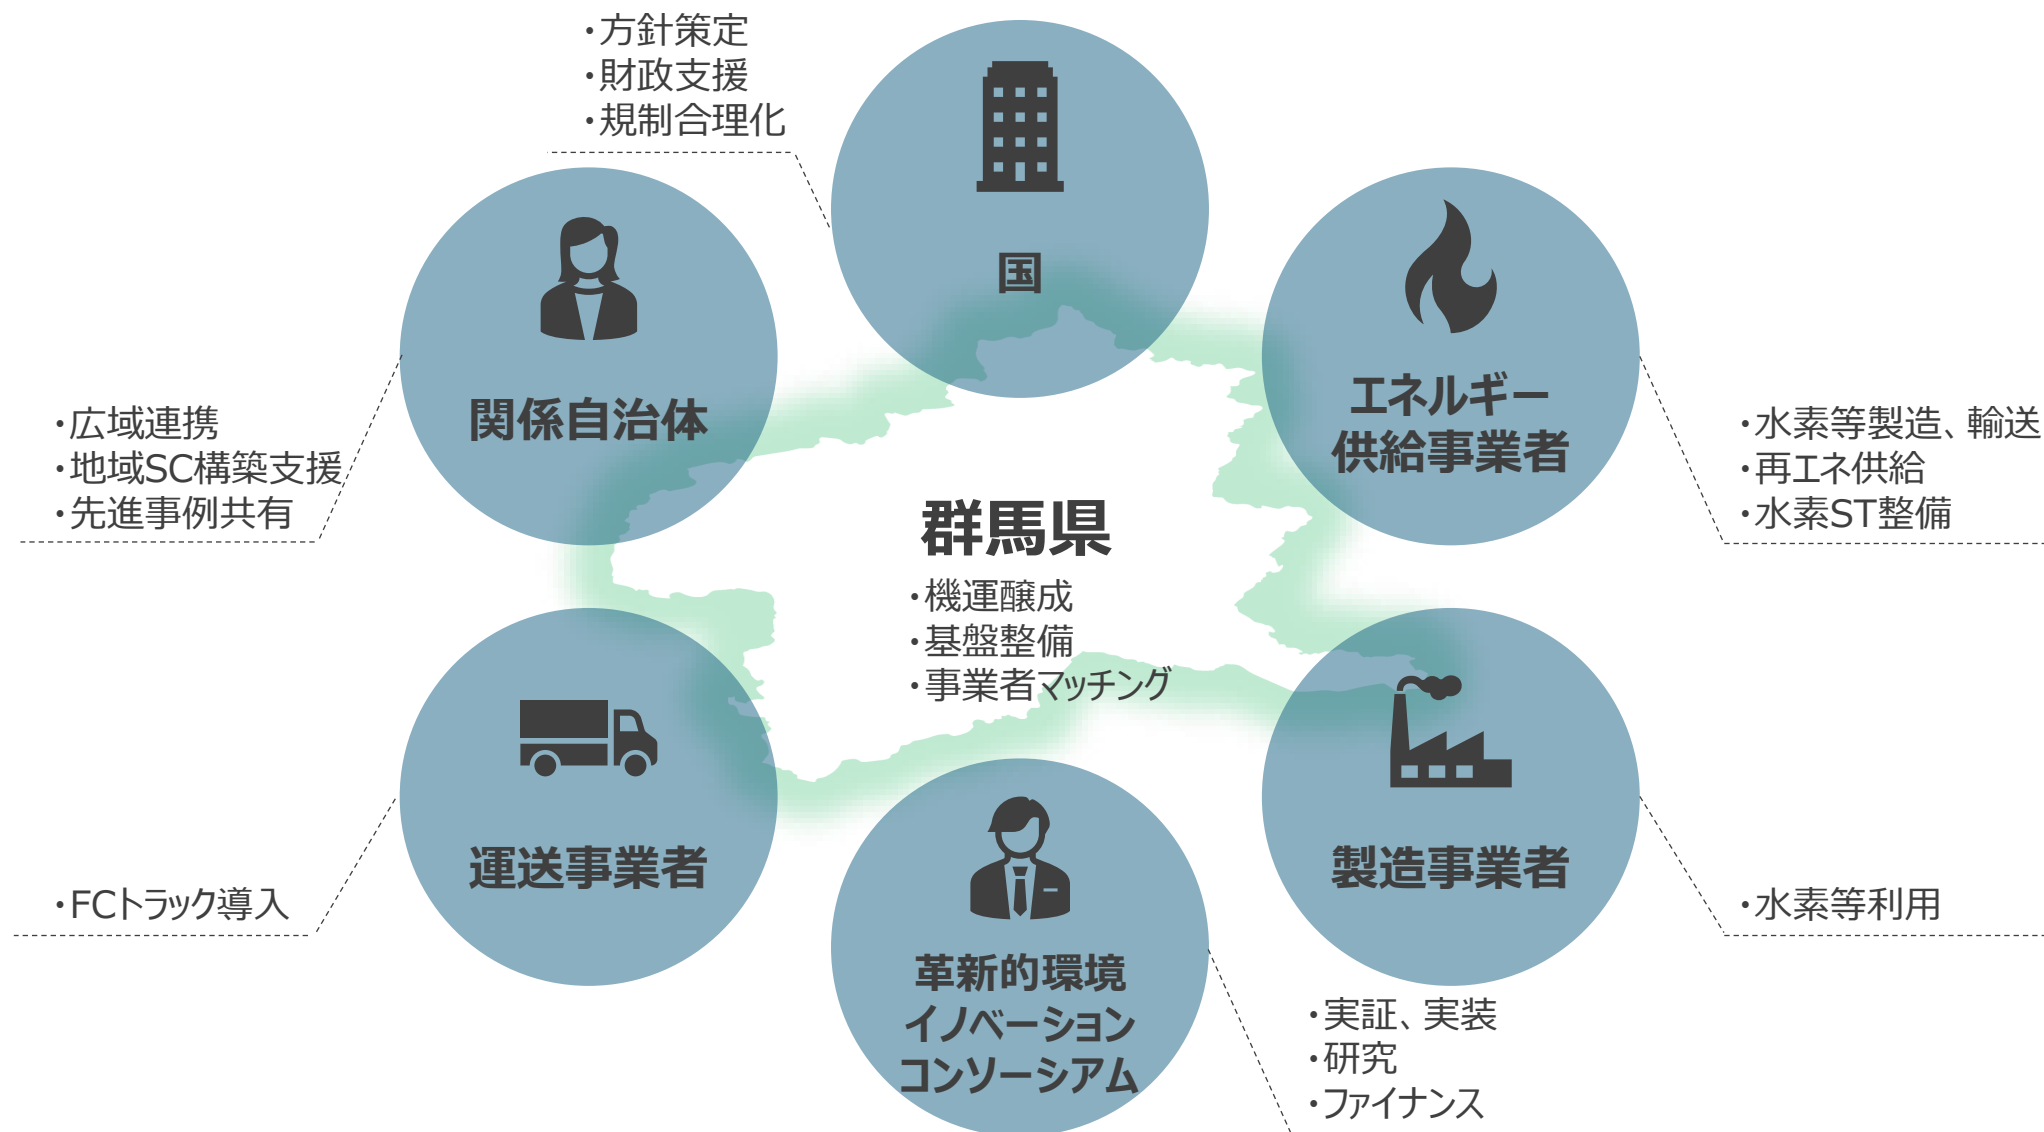 ・方針策定
・財政支援
・規制合理化
国
関係自治体
・広域連携
・地域SC構築支援
・先進事例共有
エネルギー
供給事業者
・水素等製造、輸送
・再エネ供給
・水素ST整備
群馬県
・機運醸成
・基盤整備
・事業者マッチング
運送事業者
・FCトラック導入
革新的環境
イノベーション
コンソーシアム
・実証、実装
・研究
・ファイナンス
製造事業者
・水素等利用